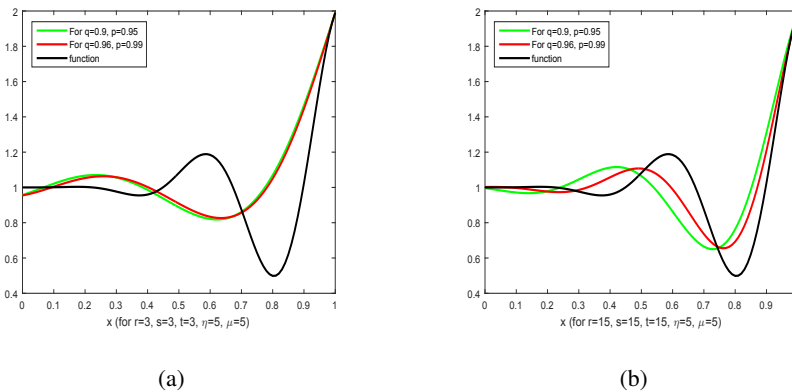 2
1.8
1.6
1.4
1.2
1
0.8
0.6
0.4
For q=0.9, p=0.95
For q=0.96, p=0.99
function
0 0.1 0.2 0.3 0.4 0.5 0.6 0.7 0.8 0.9 1
x (for r=3, s=3, t=3, η=5, μ=5)
(a)
2
1.8
1.6
1.4
1.2
1
0.8
0.6
0.4
For q=0.9, p=0.95
For q=0.96, p=0.99
function
0 0.1 0.2 0.3 0.4 0.5 0.6 0.7 0.8 0.9
x (for r=15, s=15, t=15, η=5, μ=5)
(b)